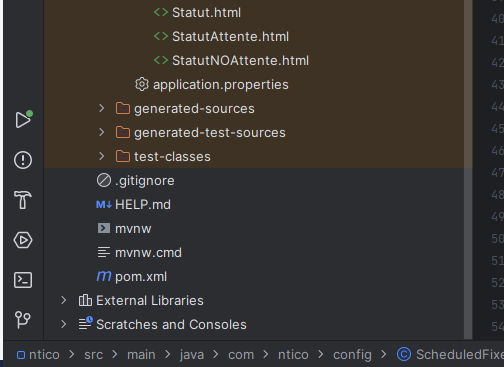 Statut.html
StatutAttente.html
StatutNOAttente.html
application.properties
generated-sources
generated-test-sources
test-classes
.gitignore
M↓ HELP.md
mvnw
mvnw.cmd
m pom.xml
External Libraries
Scratches and Consoles
ntico > src > main > java > com > ntico > config > © ScheduledFixe
40
41
42
43
44
45
46
47
48
49
50
51
52
53
54